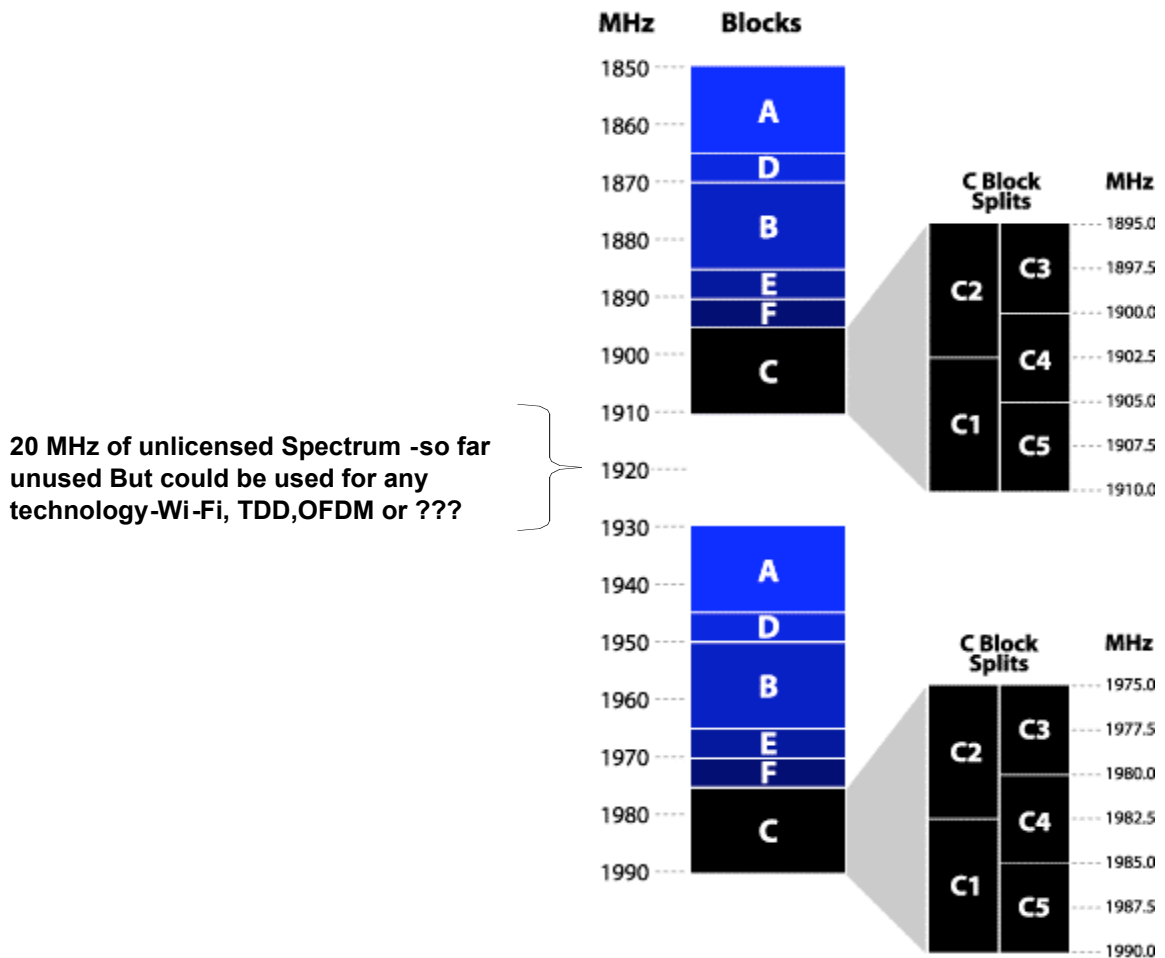 MHz Blocks
1850
A
1860
D
1870
B
1880
E
1890
F
1900
C
1910
C Block
Splits
MHz
1895.0
C3
1897.5
C2
1900.0
C4
1902.5
1905.0
C1
C5
1907.5
1910.0
20 MHz of unlicensed Spectrum -so far
unused But could be used for any
technology-Wi-Fi, TDD,OFDM or ???
1920
1930
A
1940
D
1950
B
1960
E
1970
F
1980
C
1990
C Block
Splits
MHz
1975.0
C3
1977.5
C2
1980.0
C4
1982.5
1985.0
C1
C5
1987.5
1990.0